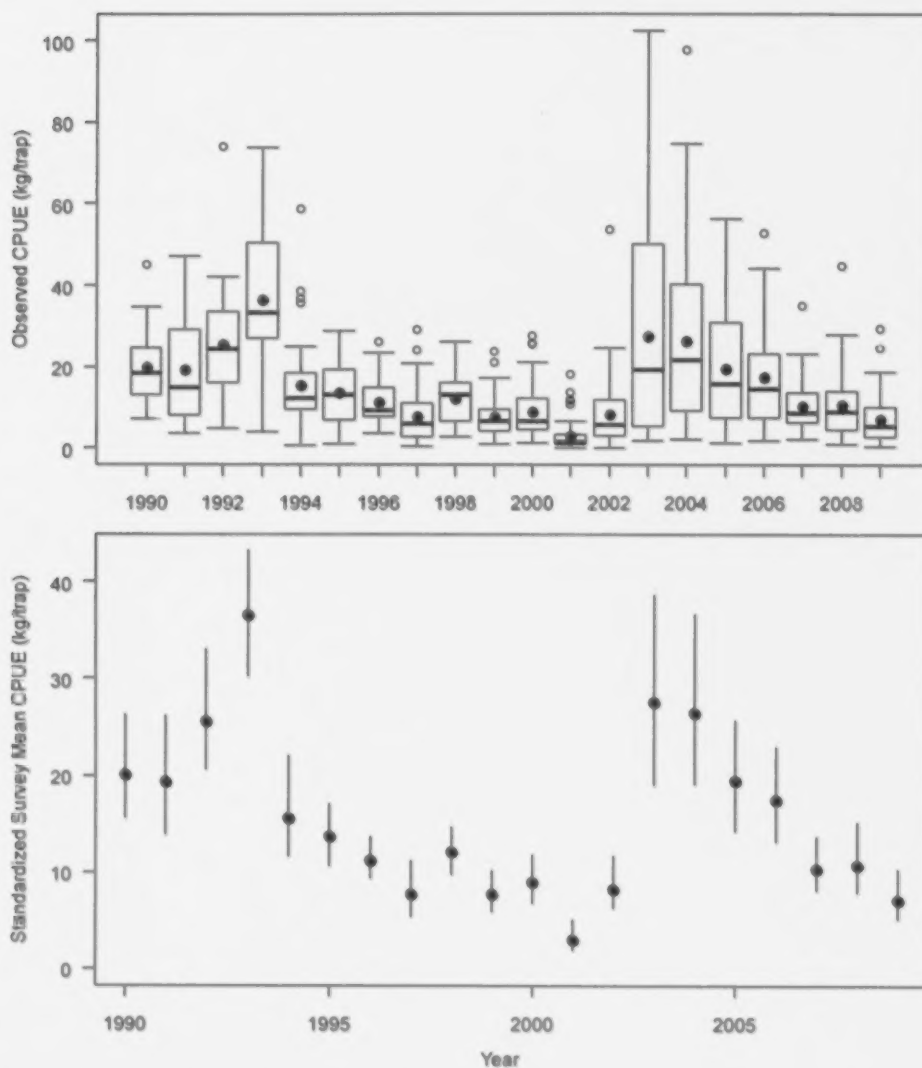 Observed CPUE (kg/trap)
100
80
60
40
20
0
1990 1992 1994 1996 1998 2000 2002 2004 2006 2008
Standardized Survey Mean CPUE (kg/trap)
40
30
20
10
0
1990 1995 2000 2005
Year